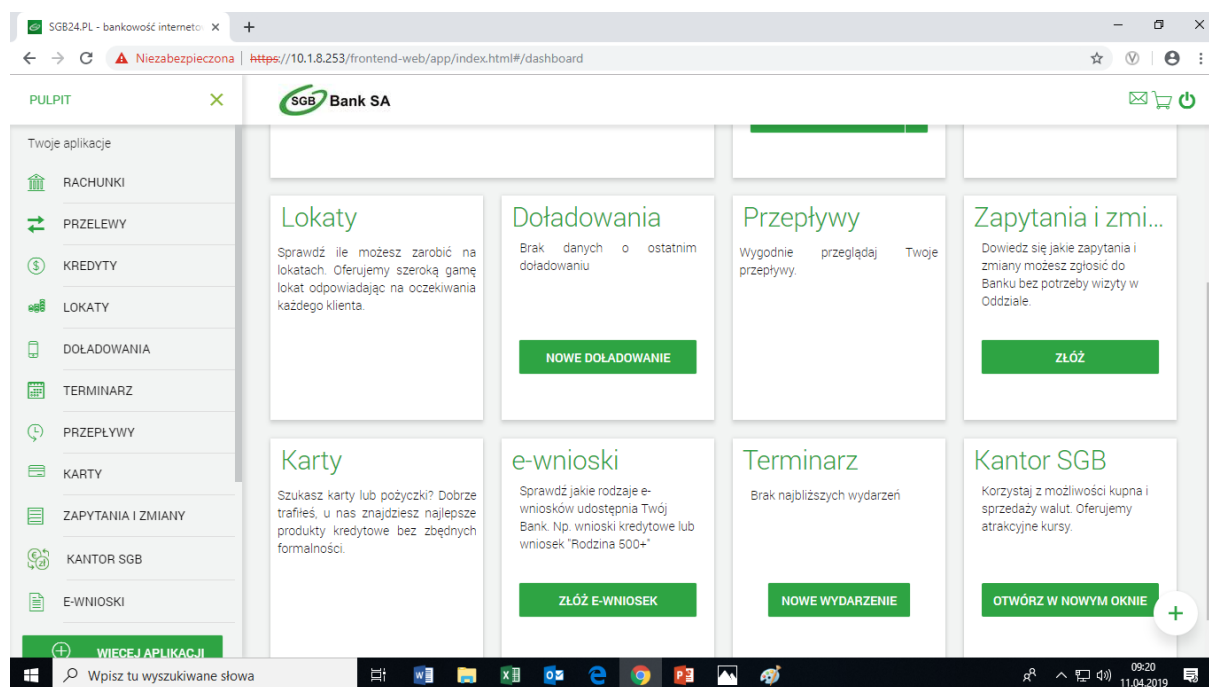 SGB24.PL - bankowość interneto
Niezabezpieczona
https://10.1.8.253/frontend-web/app/index.html#/dashboard
PULPIT
SGB Bank SA
Twoje aplikacje
RACHUNKI
PRZELEWY
KREDYTY
LOKATY
DOŁADOWANIA
TERMINARZ
PRZEPŁYWY
KARTY
ZAPYTANIA I ZMIANY
KANTOR SGB
E-WNIOSKI
WIĘCEJ APLIKACJI
Lokaty
Sprawdź ile możesz zarobić na
lokatach. Oferujemy szeroką gamę
lokat odpowiadając na oczekiwania
każdego klienta.
Doładowania
Brak danych o ostatnim
doładowaniu
NOWE DOŁADOWANIE
Przepływy
Wygodnie przeglądaj Twoje
przepływy.
Zapytania i zmi...
Dowiedz się jakie zapytania i
zmiany możesz zgłosić do
Banku bez potrzeby wizyty w
Oddziale.
ZŁÓŻ
Karty
Szukasz karty lub pożyczki? Dobrze
trafiłeś, u nas znajdziesz najlepsze
produkty kredytowe bez zbędnych
formalności.
e-wnioski
Sprawdź jakie rodzaje e-
wniosków udostępnia Twój
Bank. Np. wnioski kredytowe lub
wniosek "Rodzina 500+"
ZŁÓŻ E-WNIOSEK
Terminarz
Brak najbliższych wydarzeń
NOWE WYDARZENIE
Kantor SGB
Korzystaj z możliwości kupna i
sprzedaży walut. Oferujemy
atrakcyjne kursy.
OTWÓRZ W NOWYM OKNIE
Wpisz tu wyszukiwane słowa
09:20
11.04.2019